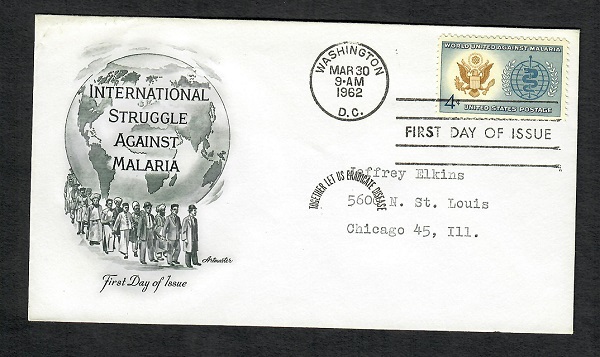 INTERNATIONAL
STRUGGLE
AGAINST
MALARIA
Artmaster
First Day of Issue
WASHINGTON
MAR 30
9-AM
1962
D.C.
WORLD UNITED AGAINST MALARIA
4¢
UNITED STATES POSTAGE
FIRST DAY OF ISSUE
TOGETHER LET US ERADICATE DISEASE
Jeffrey Elkins
5600 N. St. Louis
Chicago 45, Ill.